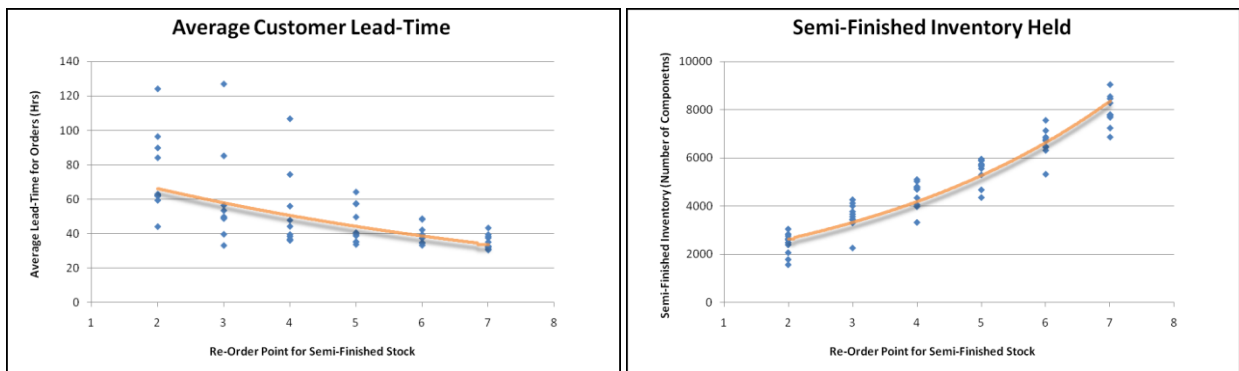 Average Customer Lead-Time
Average Lead-Time for Orders (Hrs)
140
120
100
80
60
40
20
0
1 2 3 4 5 6 7 8
Re-Order Point for Semi-Finished Stock
Semi-Finished Inventory Held
Semi-Finished Inventory (Number of Componetns)
10000
8000
6000
4000
2000
0
1 2 3 4 5 6 7 8
Re-Order Point for Semi-Finished Stock